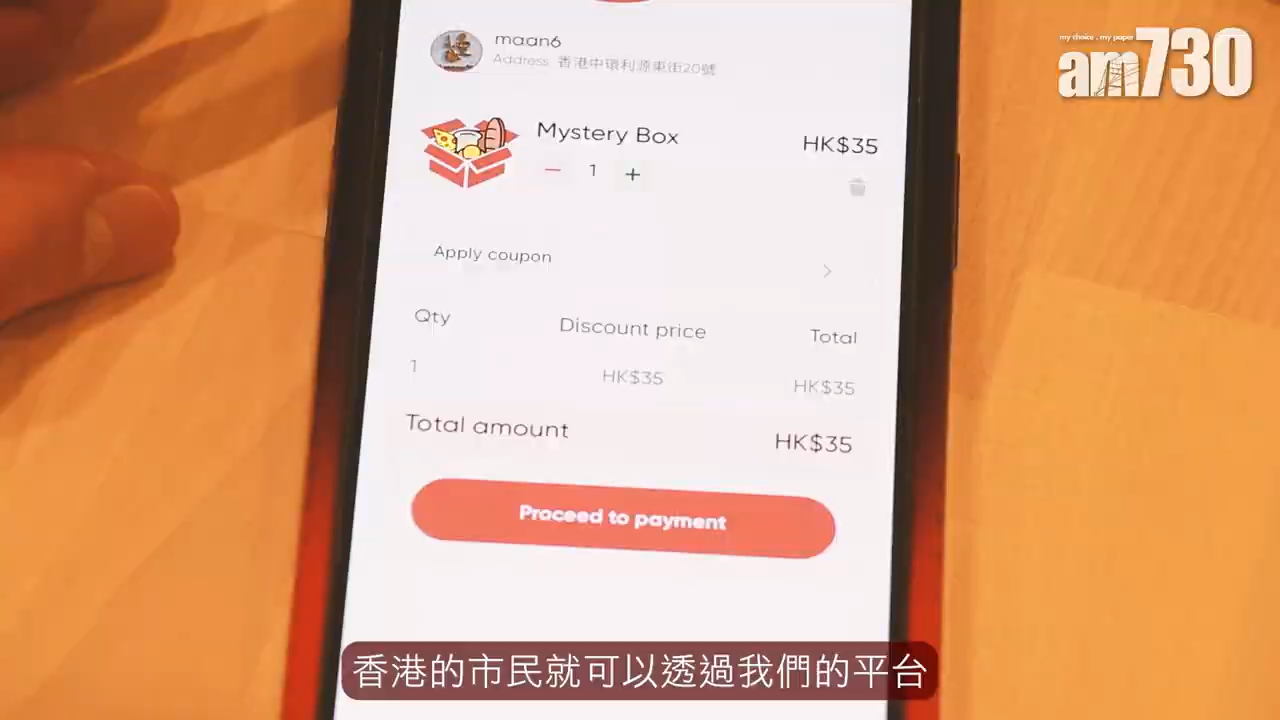 my choice . my paper
am730
maan6
Address 香港中環利源東街20號
Mystery Box
HK$35
1
Apply coupon
Qty
Discount price
Total
1
HK$35
HK$35
Total amount
HK$35
Proceed to payment
香港的市民就可以透過我們的平台